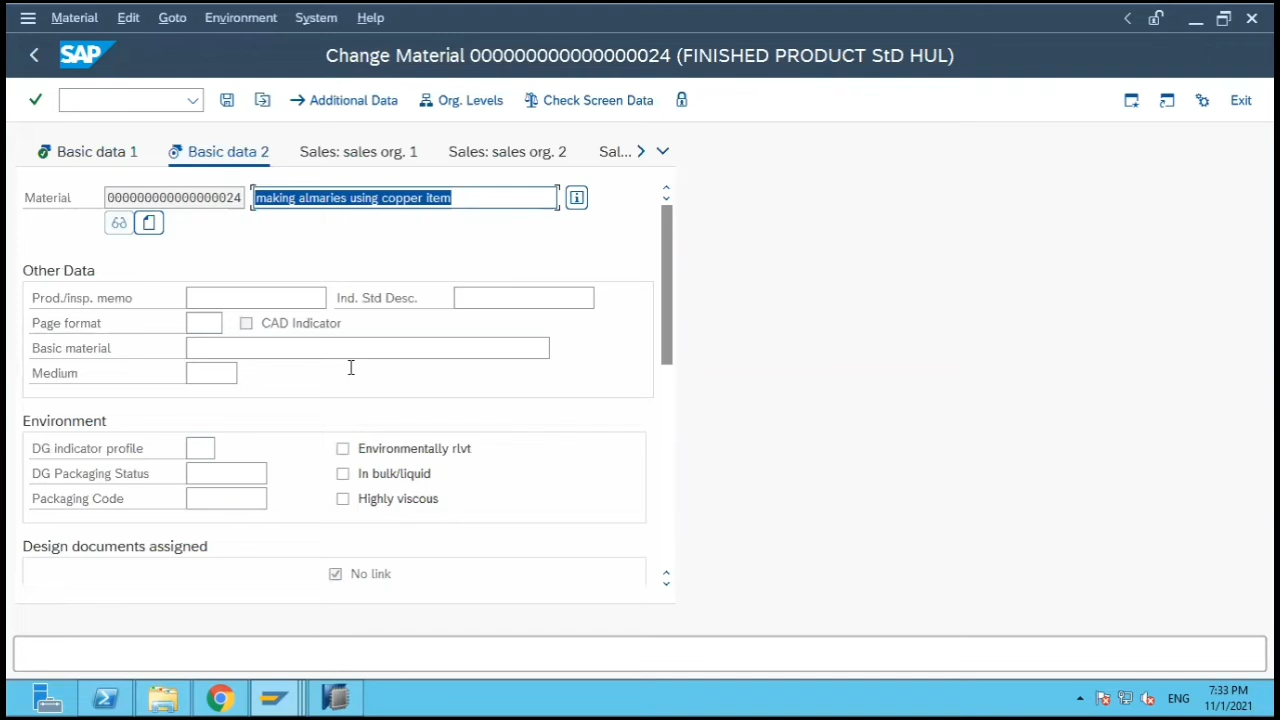 Material Edit Goto Environment System Help
SAP Change Material 000000000000000024 (FINISHED PRODUCT StD HUL)
Additional Data Org. Levels Check Screen Data Exit
Basic data 1 Basic data 2 Sales: sales org. 1 Sales: sales org. 2 Sal...
Material 000000000000000024 making almaries using copper item
Other Data
Prod./insp. memo Ind. Std Desc.
Page format CAD Indicator
Basic material
Medium
Environment
DG indicator profile Environmentally rlvt
DG Packaging Status In bulk/liquid
Packaging Code Highly viscous
Design documents assigned
No link
ENG 7:33 PM
11/1/2021